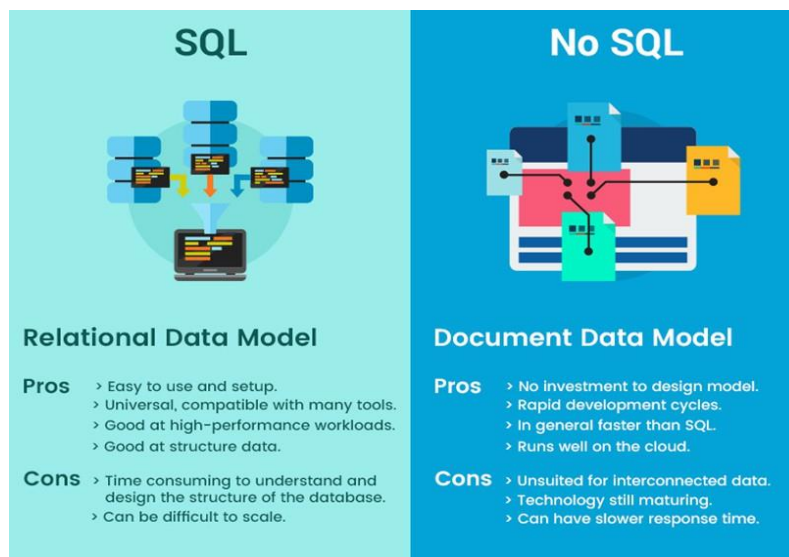 SQL
Relational Data Model
Pros
> Easy to use and setup.
> Universal, compatible with many tools.
> Good at high-performance workloads.
> Good at structure data.
Cons
> Time consuming to understand and
design the structure of the database.
> Can be difficult to scale.
No SQL
Document Data Model
Pros
> No investment to design model.
> Rapid development cycles.
> In general faster than SQL.
> Runs well on the cloud.
Cons
> Unsuited for interconnected data.
> Technology still maturing.
> Can have slower response time.